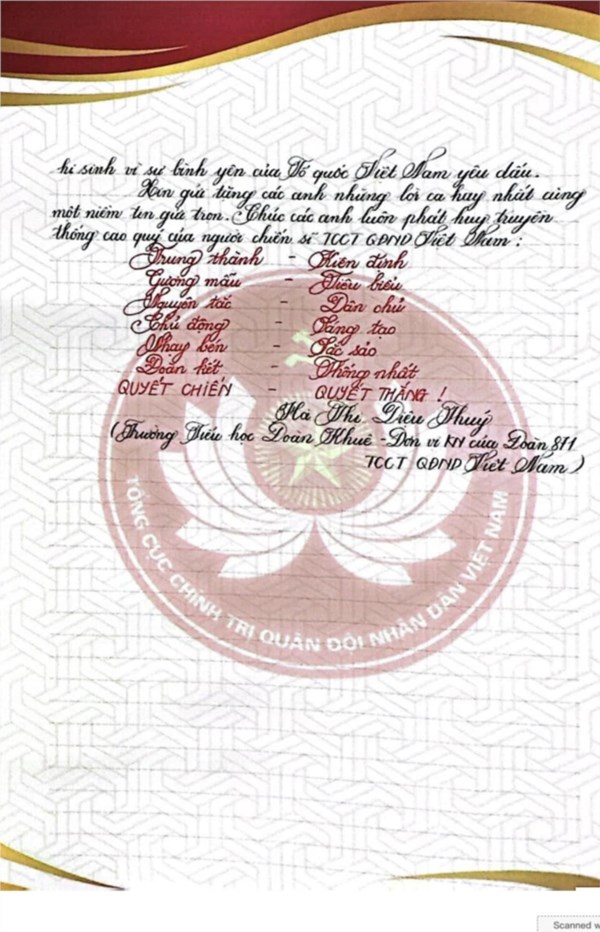 hi sinh vì sự bình yên của Tổ quốc Việt Nam yêu dấu.
Xin gửi tặng các anh những lời ca hay nhất cùng
một niềm tin gửi trọn. Chúc các anh luôn phát huy truyền
thống cao quý của người chiến sĩ TCCT QĐND Việt Nam :
Trung thành - Kiên định
Gương mẫu - Tiêu biểu
Nguyên tắc - Dân chủ
Chủ động - Sáng tạo
Nhạy bén - Sắc sảo
Đoàn kết - Thống nhất
QUYẾT CHIẾN - QUYẾT THẮNG !
Hà Thị Diệu Thuý
(Trường Tiểu học Đoàn Khuê - Đơn vị KN của Đoàn 871
TCCT QĐND Việt Nam)
TỔNG CỤC CHÍNH TRỊ QUÂN ĐỘI NHÂN DÂN VIỆT NAM
Scanned w